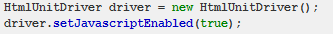 HtmlUnitDriver driver = new HtmlUnitDriver();
driver.setJavascriptEnabled(true);